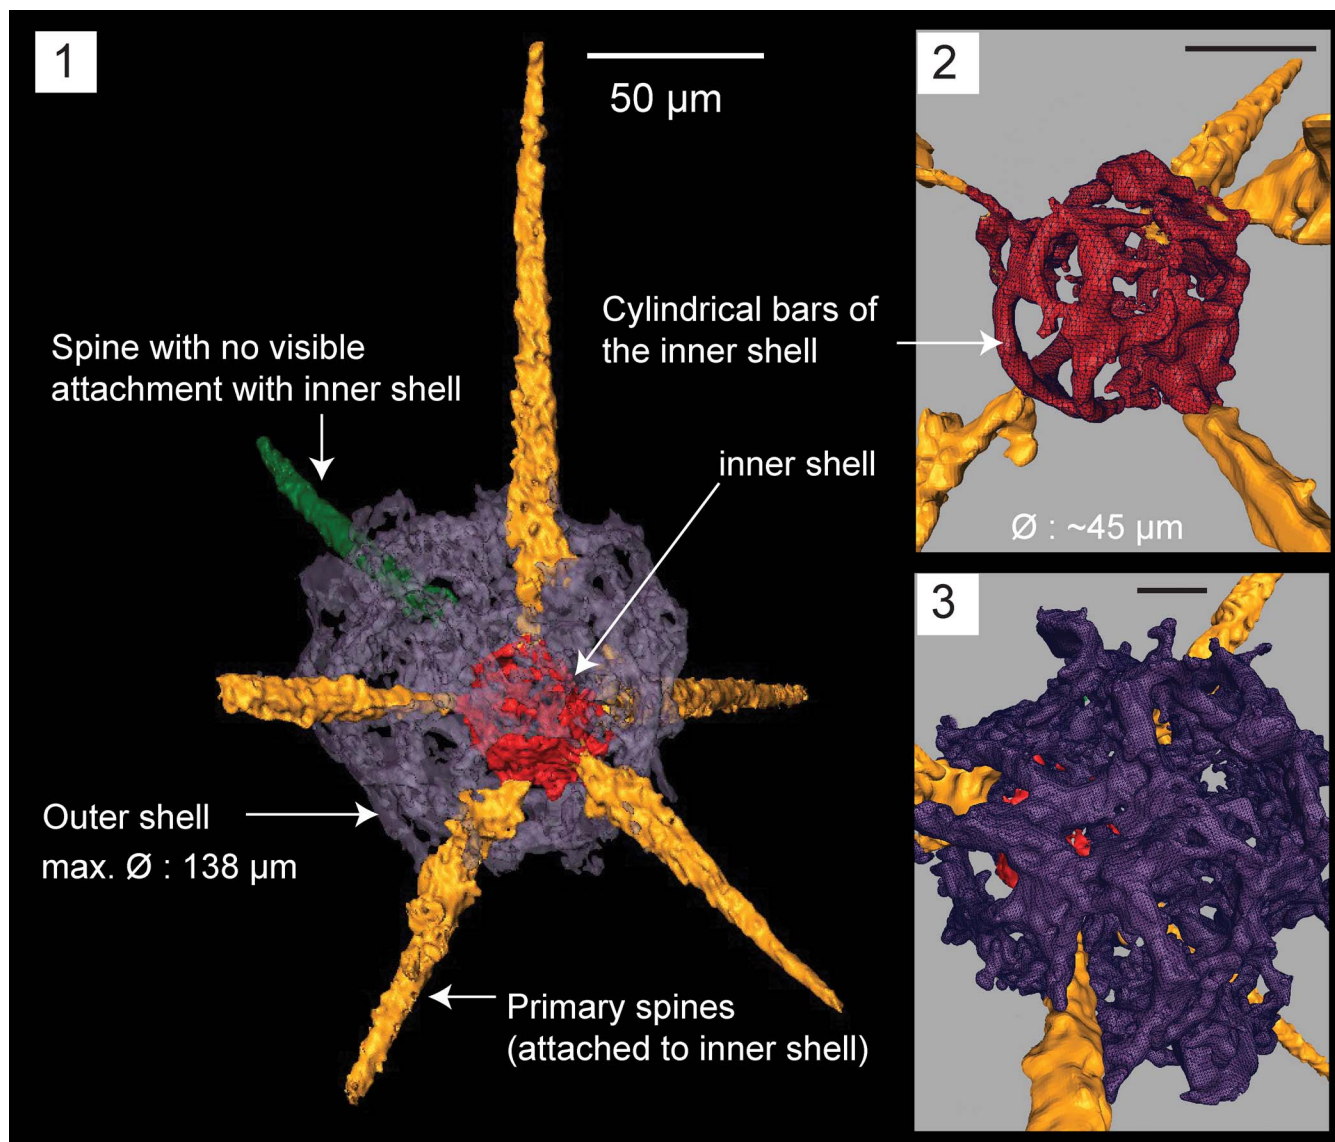 1
50 µm
2
Cylindrical bars of
the inner shell
Spine with no visible
attachment with inner shell
inner shell
Ø : ~45 µm
3
Outer shell
max. Ø : 138 µm
Primary spines
(attached to inner shell)